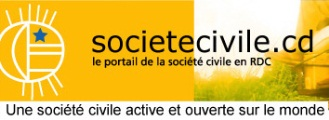 societecivile.cd
le portail de la société civile en RDC
Une société civile active et ouverte sur le monde